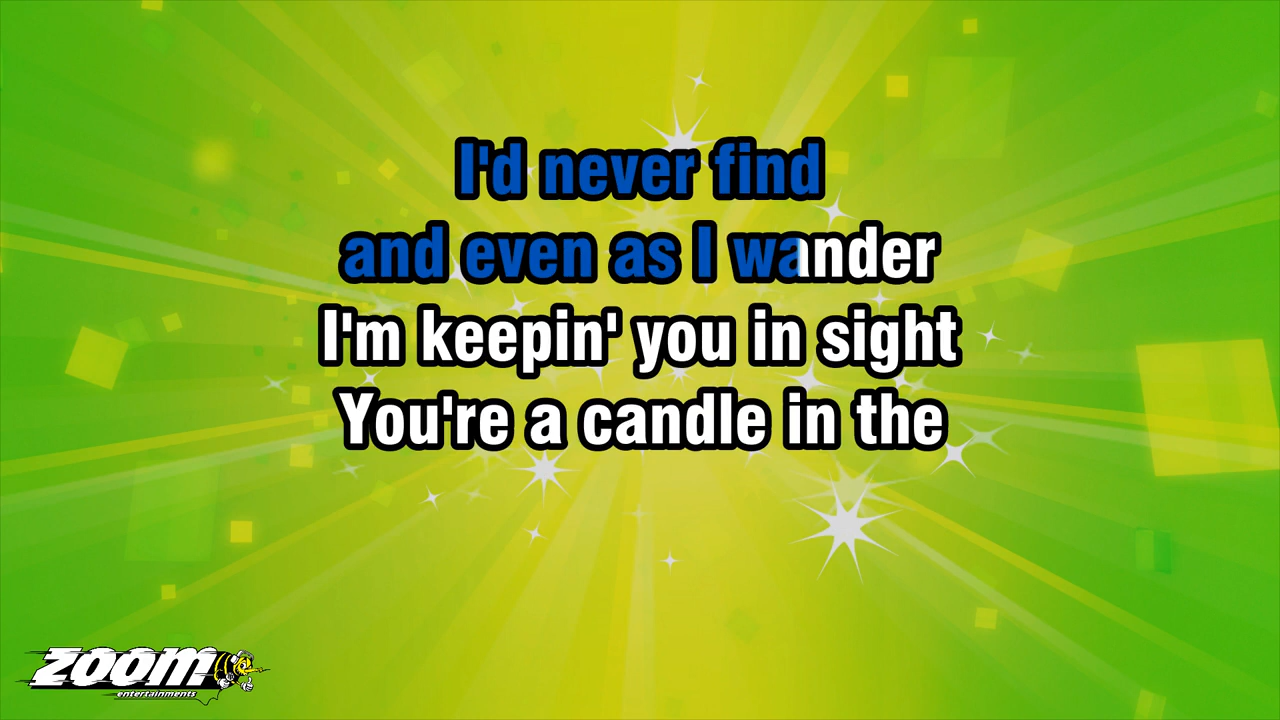 I'd never find
and even as I wander
I'm keepin' you in sight
You're a candle in the
ZOOM
entertainments